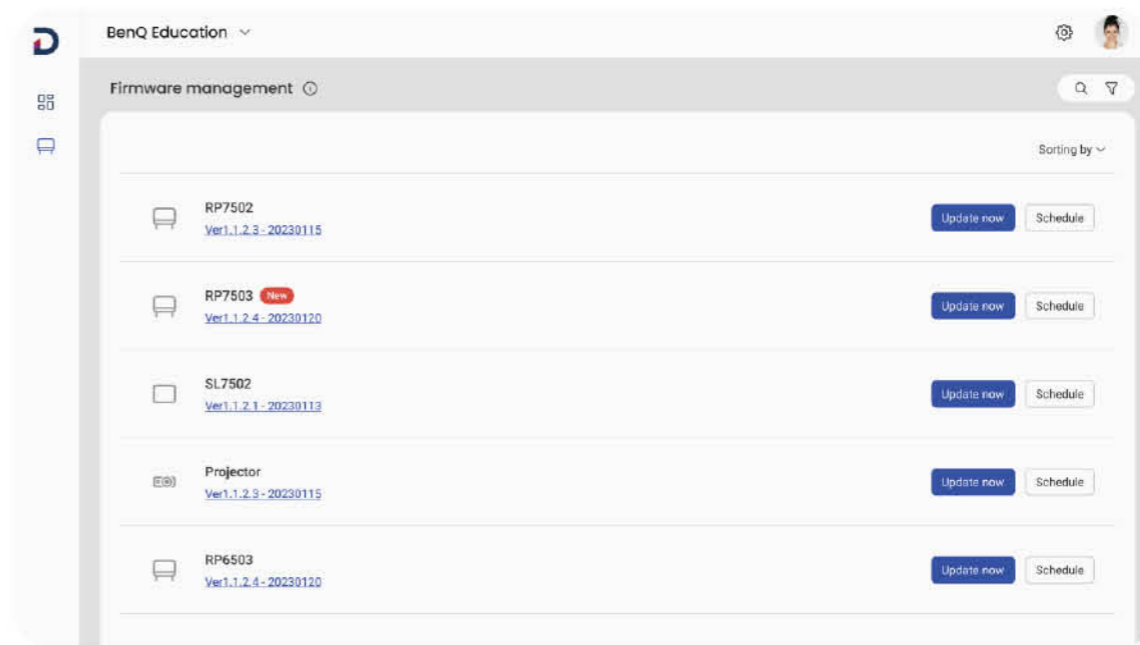 BenQ Education
Firmware management
Sorting by
RP7502
Ver1.1.2.3 - 20230115
Update now Schedule
RP7503 New
Ver1.1.2.4 - 20230120
Update now Schedule
SL7502
Ver1.1.2.1 - 20230113
Update now Schedule
Projector
Ver1.1.2.3 - 20230115
Update now Schedule
RP6503
Ver1.1.2.4 - 20230120
Update now Schedule